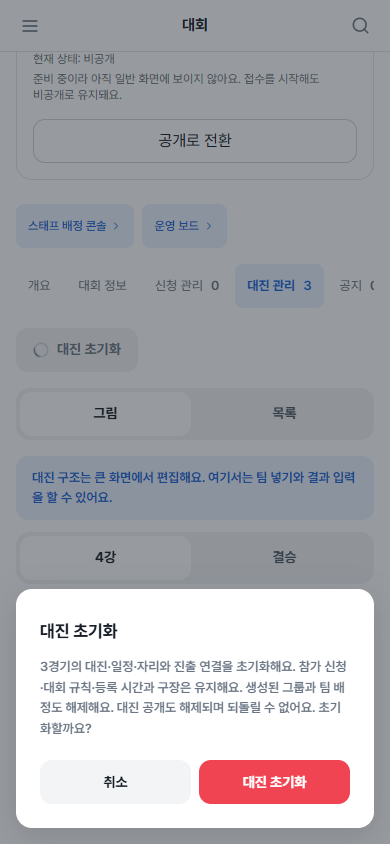 대회
현재 상태: 비공개
준비 중이라 아직 일반 화면에 보이지 않아요. 접수를 시작해도
비공개로 유지돼요.
공개로 전환
스태프 배정 콘솔
운영 보드
개요 대회 정보 신청 관리 0 대진 관리 3 공지
대진 초기화
그림 목록
대진 구조는 큰 화면에서 편집해요. 여기서는 팀 넣기와 결과 입력
을 할 수 있어요.
4강 결승
대진 초기화
3경기의 대진·일정·자리와 진출 연결을 초기화해요. 참가 신청
·대회 규칙·등록 시간과 구장은 유지해요. 생성된 그룹과 팀 배
정도 해제해요. 대진 공개도 해제되며 되돌릴 수 없어요. 초기
화할까요?
취소 대진 초기화